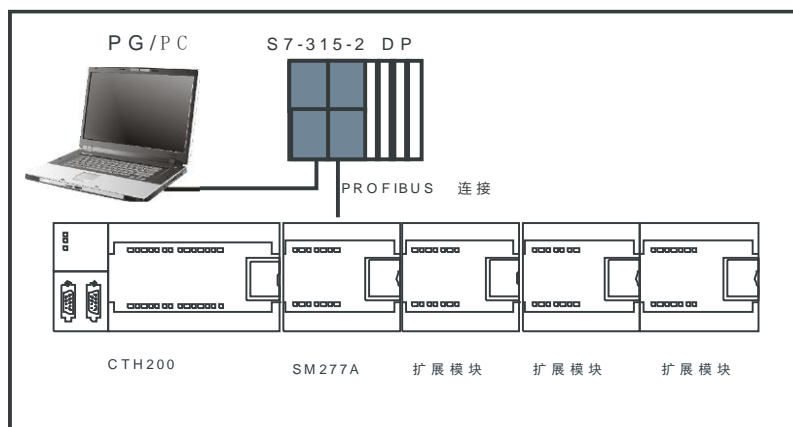 PG/PC
S7-315-2 DP
PROFIBUS 连接
CTH200
SM277A
扩展模块
扩展模块
扩展模块